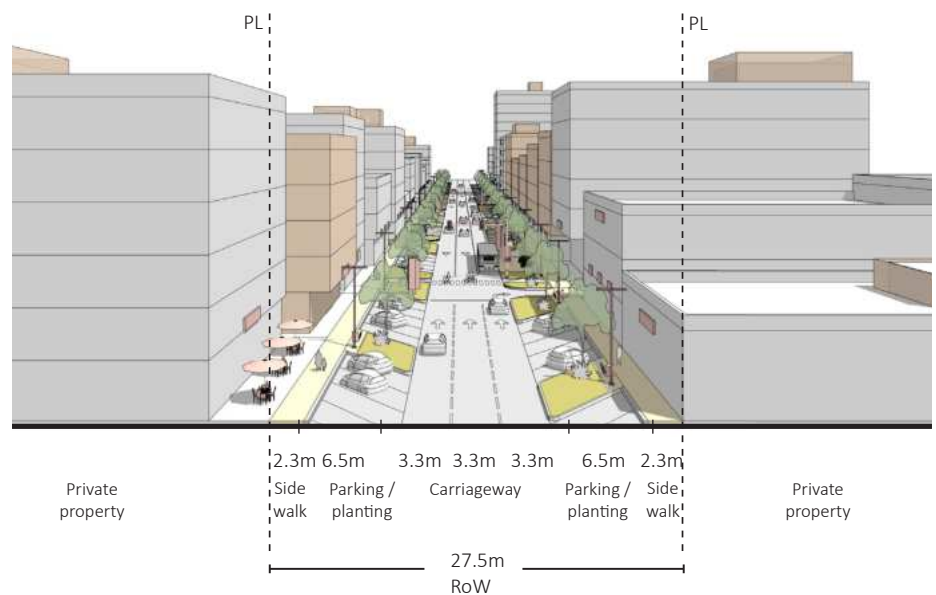 PL
PL
2.3m 6.5m 3.3m 3.3m 3.3m 6.5m 2.3m
Private
property
Side
walk
Parking /
planting
Carriageway
Parking /
planting
Side
walk
Private
property
27.5m
RoW